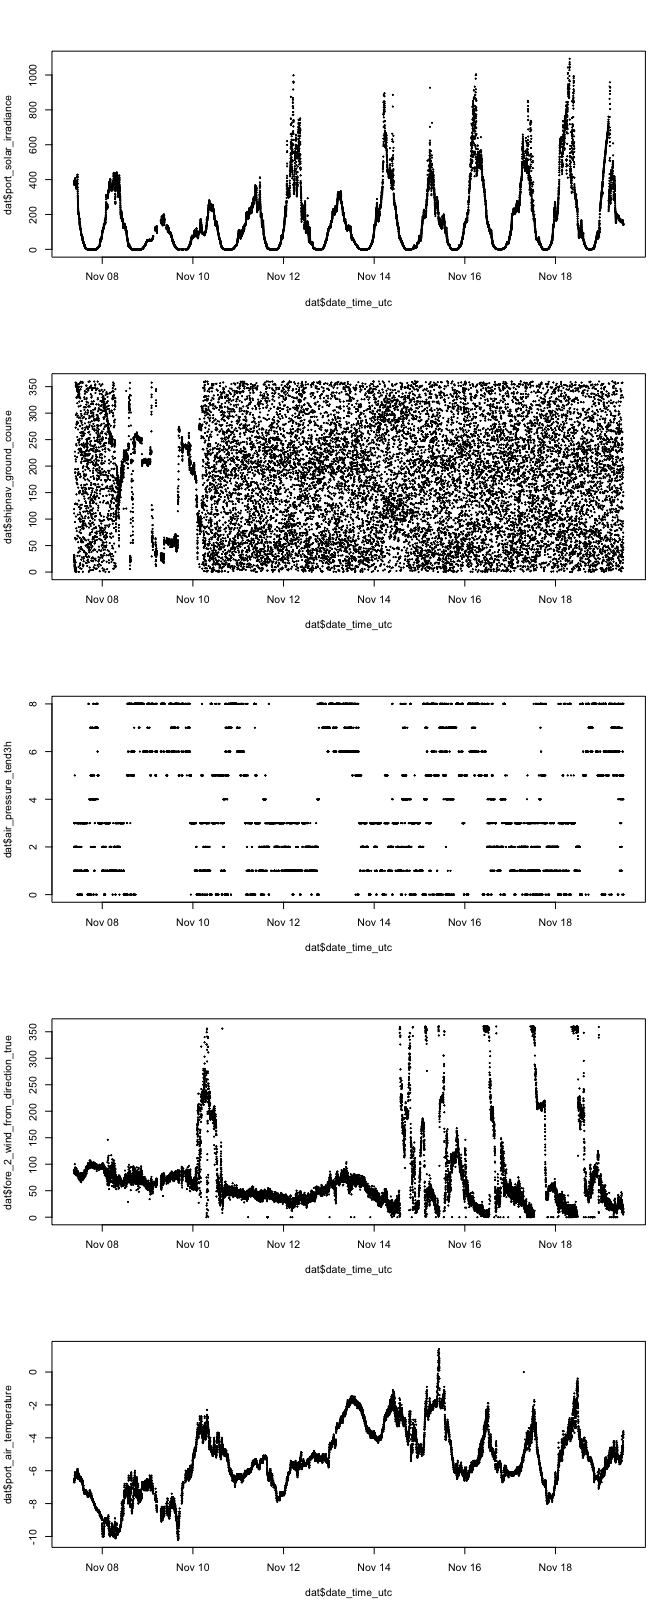 dat$port_solar_irradiance
1000
800
600
400
200
0
Nov 08 Nov 10 Nov 12 Nov 14 Nov 16 Nov 18
dat$date_time_utc
dat$shipnav_ground_course
350
300
250
200
150
100
50
0
Nov 08 Nov 10 Nov 12 Nov 14 Nov 16 Nov 18
dat$date_time_utc
dat$air_pressure_tend3h
8
6
4
2
0
Nov 08 Nov 10 Nov 12 Nov 14 Nov 16 Nov 18
dat$date_time_utc
dat$fore_2_wind_from_direction_true
350
300
250
200
150
100
50
0
Nov 08 Nov 10 Nov 12 Nov 14 Nov 16 Nov 18
dat$date_time_utc
dat$port_air_temperature
0
-2
-4
-6
-8
-10
Nov 08 Nov 10 Nov 12 Nov 14 Nov 16 Nov 18
dat$date_time_utc